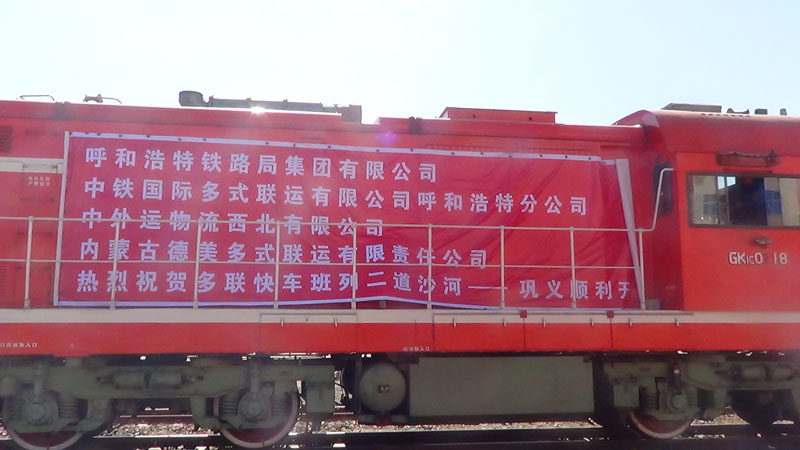 呼和浩特铁路局集团有限公司
中铁国际多式联运有限公司呼和浩特分公司
中外运物流西北有限公司
内蒙古德美多式联运有限责任公司
热烈祝贺多联快车班列二道沙河——巩义顺利开
GK1C0 18